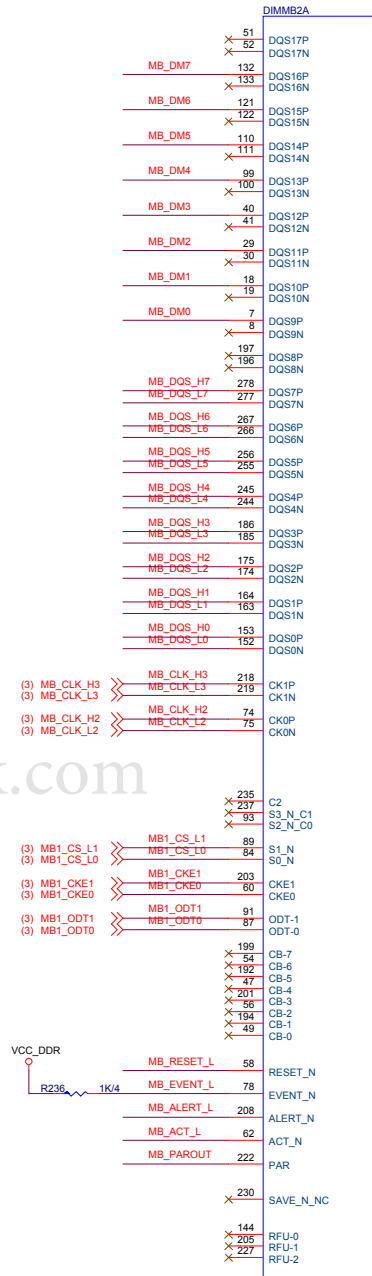 DIMMB2A
51 DQS17P
52 DQS17N
MB_DM7 132 DQS16P
133 DQS16N
MB_DM6 121 DQS15P
122 DQS15N
MB_DM5 110 DQS14P
111 DQS14N
MB_DM4 99 DQS13P
100 DQS13N
MB_DM3 40 DQS12P
41 DQS12N
MB_DM2 29 DQS11P
30 DQS11N
MB_DM1 18 DQS10P
19 DQS10N
MB_DM0 7 DQS9P
8 DQS9N
197 DQS8P
196 DQS8N
MB_DQS_H7 278 DQS7P
MB_DQS_L7 277 DQS7N
MB_DQS_H6 267 DQS6P
MB_DQS_L6 266 DQS6N
MB_DQS_H5 256 DQS5P
MB_DQS_L5 255 DQS5N
MB_DQS_H4 245 DQS4P
MB_DQS_L4 244 DQS4N
MB_DQS_H3 186 DQS3P
MB_DQS_L3 185 DQS3N
MB_DQS_H2 175 DQS2P
MB_DQS_L2 174 DQS2N
MB_DQS_H1 164 DQS1P
MB_DQS_L1 163 DQS1N
MB_DQS_H0 153 DQS0P
MB_DQS_L0 152 DQS0N
(3) MB_CLK_H3 MB_CLK_H3 218 CK1P
(3) MB_CLK_L3 MB_CLK_L3 219 CK1N
(3) MB_CLK_H2 MB_CLK_H2 74 CK0P
(3) MB_CLK_L2 MB_CLK_L2 75 CK0N
k.com
235 C2
237 S3_N_C1
93 S2_N_C0
(3) MB1_CS_L1 MB1_CS_L1 89 S1_N
(3) MB1_CS_L0 MB1_CS_L0 84 S0_N
(3) MB1_CKE1 MB1_CKE1 203 CKE1
(3) MB1_CKE0 MB1_CKE0 60 CKE0
(3) MB1_ODT1 MB1_ODT1 91 ODT-1
(3) MB1_ODT0 MB1_ODT0 87 ODT-0
199 CB-7
54 CB-6
192 CB-5
47 CB-4
201 CB-3
56 CB-2
194 CB-1
49 CB-0
VCC_DDR
MB_RESET_L 58 RESET_N
R236 1K/4 MB_EVENT_L 78 EVENT_N
MB_ALERT_L 208 ALERT_N
MB_ACT_L 62 ACT_N
MB_PAROUT 222 PAR
230 SAVE_N_NC
144 RFU-0
205 RFU-1
227 RFU-2